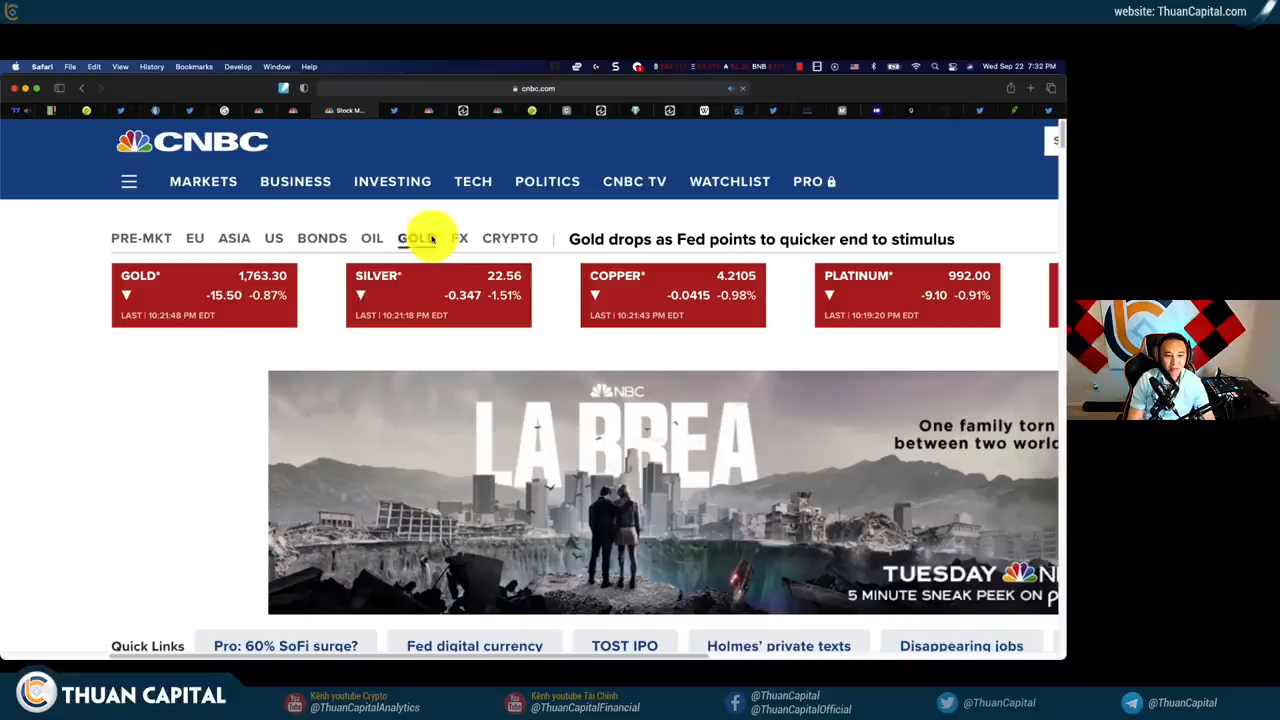 website: ThuanCapital.com
Safari File Edit View History Bookmarks Develop Window Help
BNB
Wed Sep 22 7:32 PM
cnbc.com
Stock M...
CNBC
MARKETS BUSINESS INVESTING TECH POLITICS CNBC TV WATCHLIST PRO
PRE-MKT EU ASIA US BONDS OIL GOLD FX CRYPTO
Gold drops as Fed points to quicker end to stimulus
GOLD* 1,763.30
-15.50 -0.87%
LAST | 10:21:48 PM EDT
SILVER* 22.56
-0.347 -1.51%
LAST | 10:21:18 PM EDT
COPPER* 4.2105
-0.0415 -0.98%
LAST | 10:21:43 PM EDT
PLATINUM* 992.00
-9.10 -0.91%
LAST | 10:19:20 PM EDT
NBC
LA BREA
One family torn
between two
TUESDAY
5 MINUTE SNEAK PEEK ON
Quick Links
Pro: 60% SoFi surge?
Fed digital currency
TOST IPO
Holmes' private texts
Disappearing jobs
THUAN CAPITAL
Kênh youtube Crypto
@ThuanCapitalAnalytics
Kênh youtube Tài Chính
@ThuanCapitalFinancial
@ThuanCapital
@ThuanCapitalOfficial
@ThuanCapital
@ThuanCapital